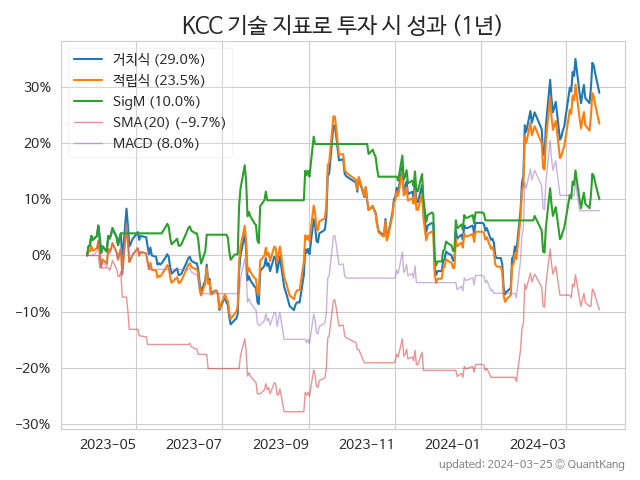 KCC 기술 지표로 투자 시 성과 (1년)
거치식 (29.0%)
적립식 (23.5%)
SigM (10.0%)
SMA(20) (−9.7%)
MACD (8.0%)
30%
20%
10%
0%
−10%
−20%
−30%
2023-05 2023-07 2023-09 2023-11 2024-01 2024-03
updated: 2024-03-25 © QuantKang